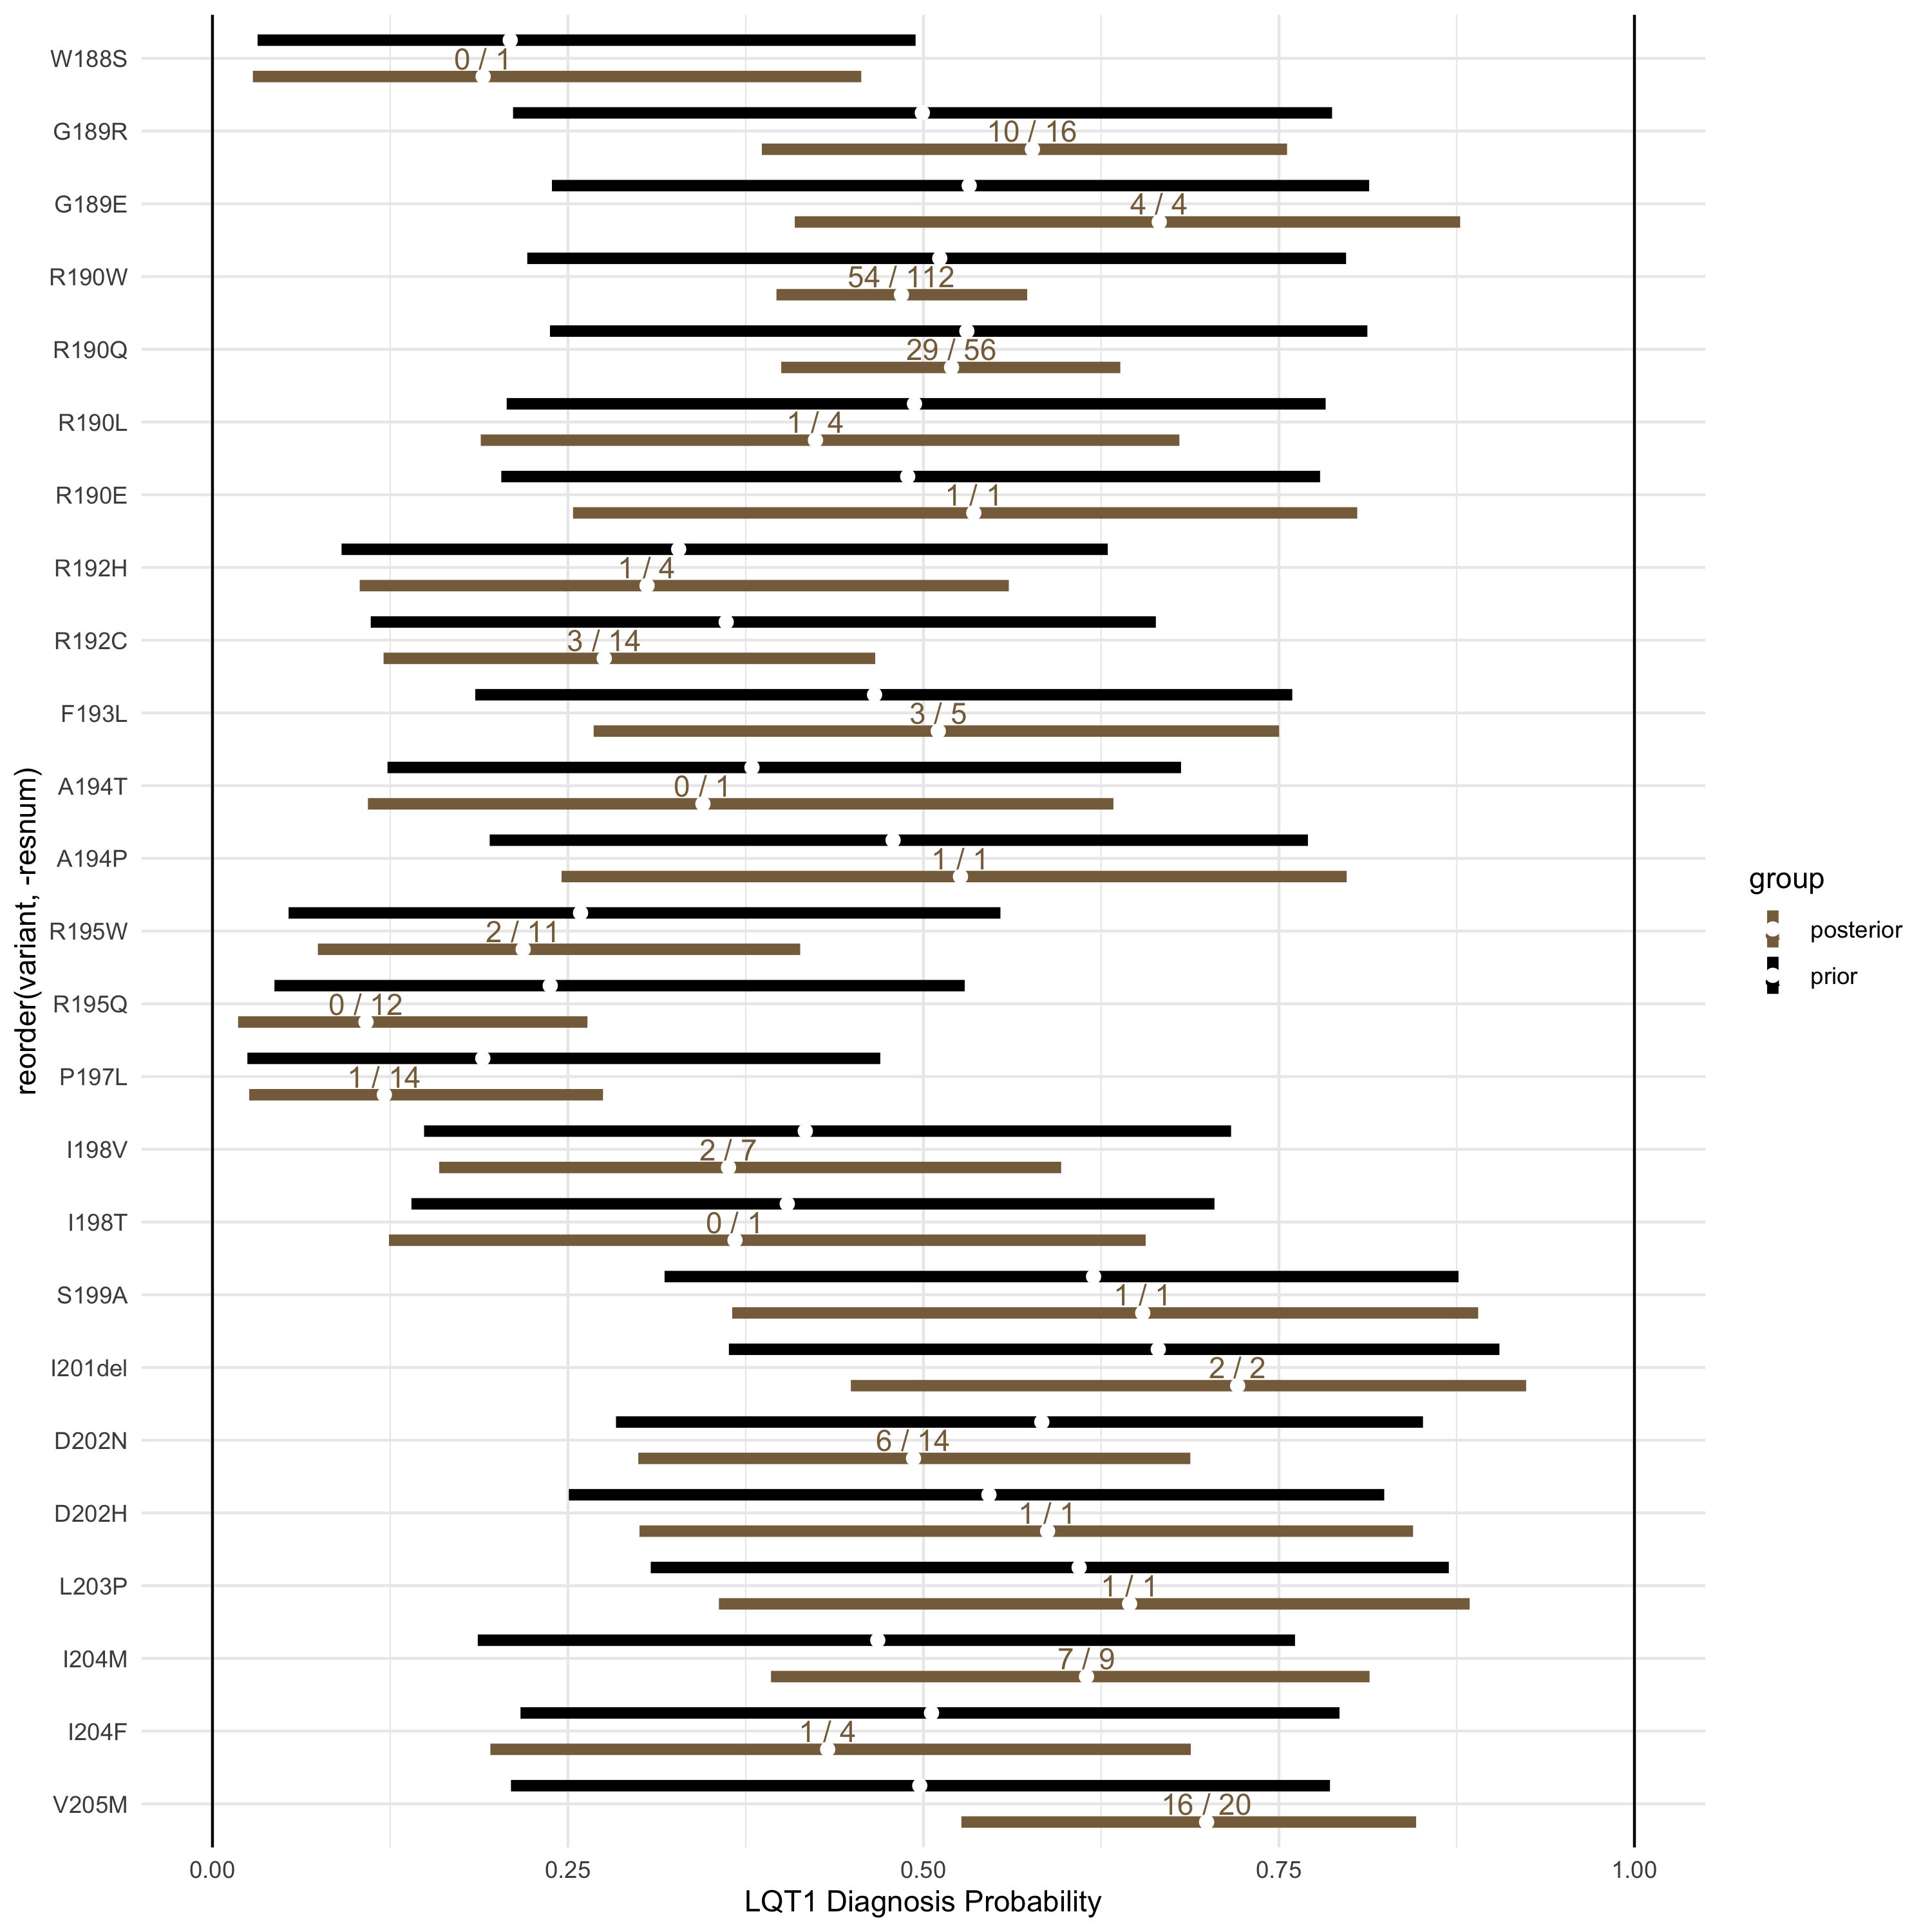 W188S
0 / 1
G189R
10 / 16
G189E
4 / 4
R190W
54 / 112
R190Q
29 / 56
R190L
1 / 4
R190E
1 / 1
R192H
1 / 4
R192C
3 / 14
F193L
3 / 5
A194T
0 / 1
A194P
1 / 1
R195W
2 / 11
R195Q
0 / 12
P197L
1 / 14
I198V
2 / 7
I198T
0 / 1
S199A
1 / 1
I201del
2 / 2
D202N
6 / 14
D202H
1 / 1
L203P
1 / 1
I204M
7 / 9
I204F
1 / 4
V205M
16 / 20
0.00 0.25 0.50 0.75 1.00
LQT1 Diagnosis Probability
reorder(variant, -resnum)
group
posterior
prior